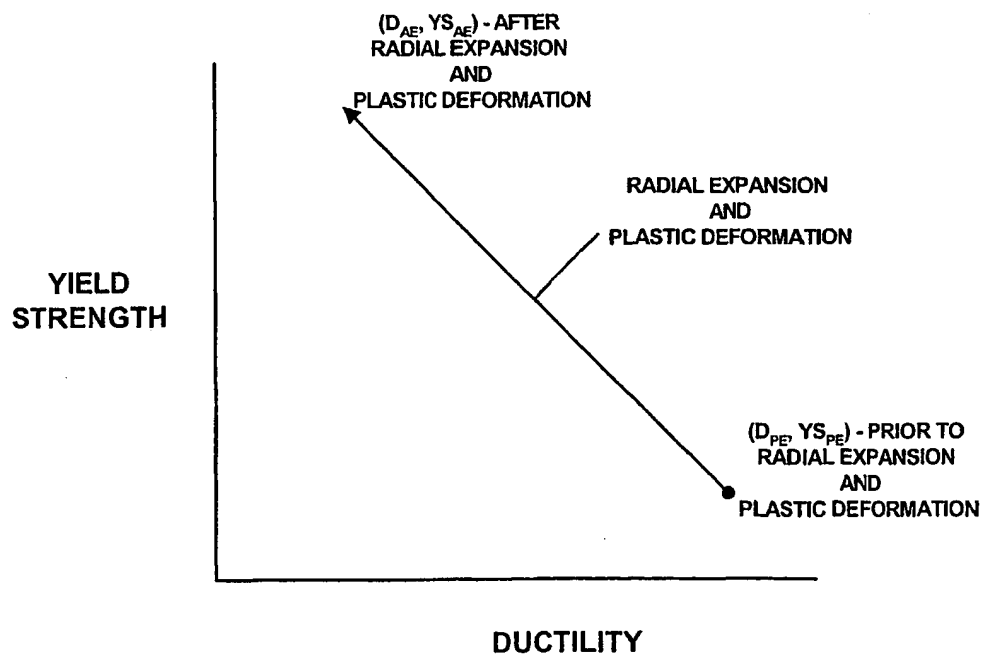 (D_AE, YS_AE) - AFTER
RADIAL EXPANSION
AND
PLASTIC DEFORMATION
RADIAL EXPANSION
AND
PLASTIC DEFORMATION
YIELD
STRENGTH
(D_PE, YS_PE) - PRIOR TO
RADIAL EXPANSION
AND
PLASTIC DEFORMATION
DUCTILITY